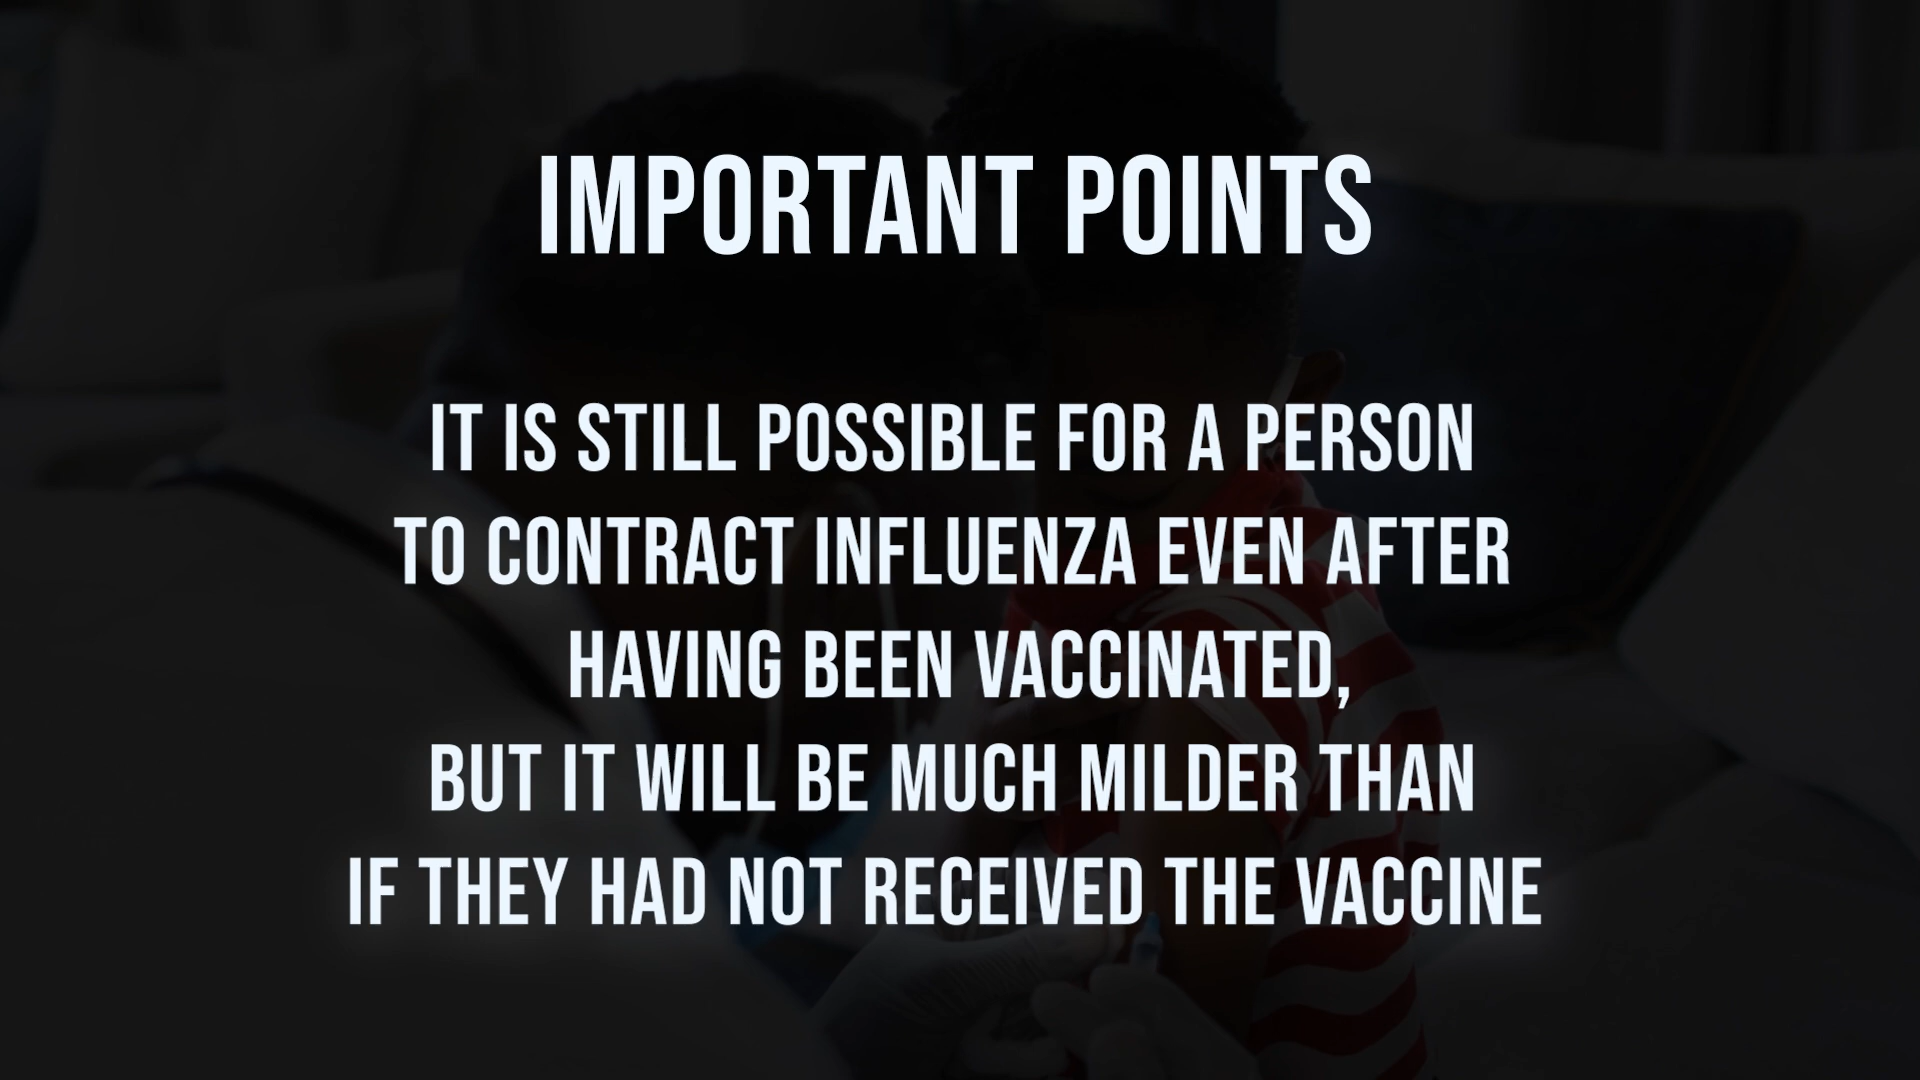 IMPORTANT POINTS
IT IS STILL POSSIBLE FOR A PERSON
TO CONTRACT INFLUENZA EVEN AFTER
HAVING BEEN VACCINATED,
BUT IT WILL BE MUCH MILDER THAN
IF THEY HAD NOT RECEIVED THE VACCINE